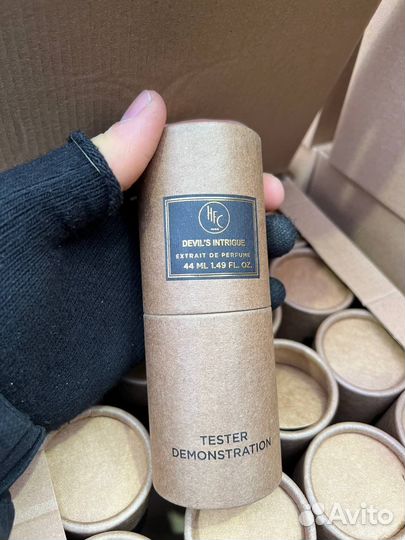 HFC
PARIS
DEVIL'S INTRIGUE
EXTRAIT DE PERFUME
44 ML 1.49 FL. OZ.
TESTER
DEMONSTRATION
Avito